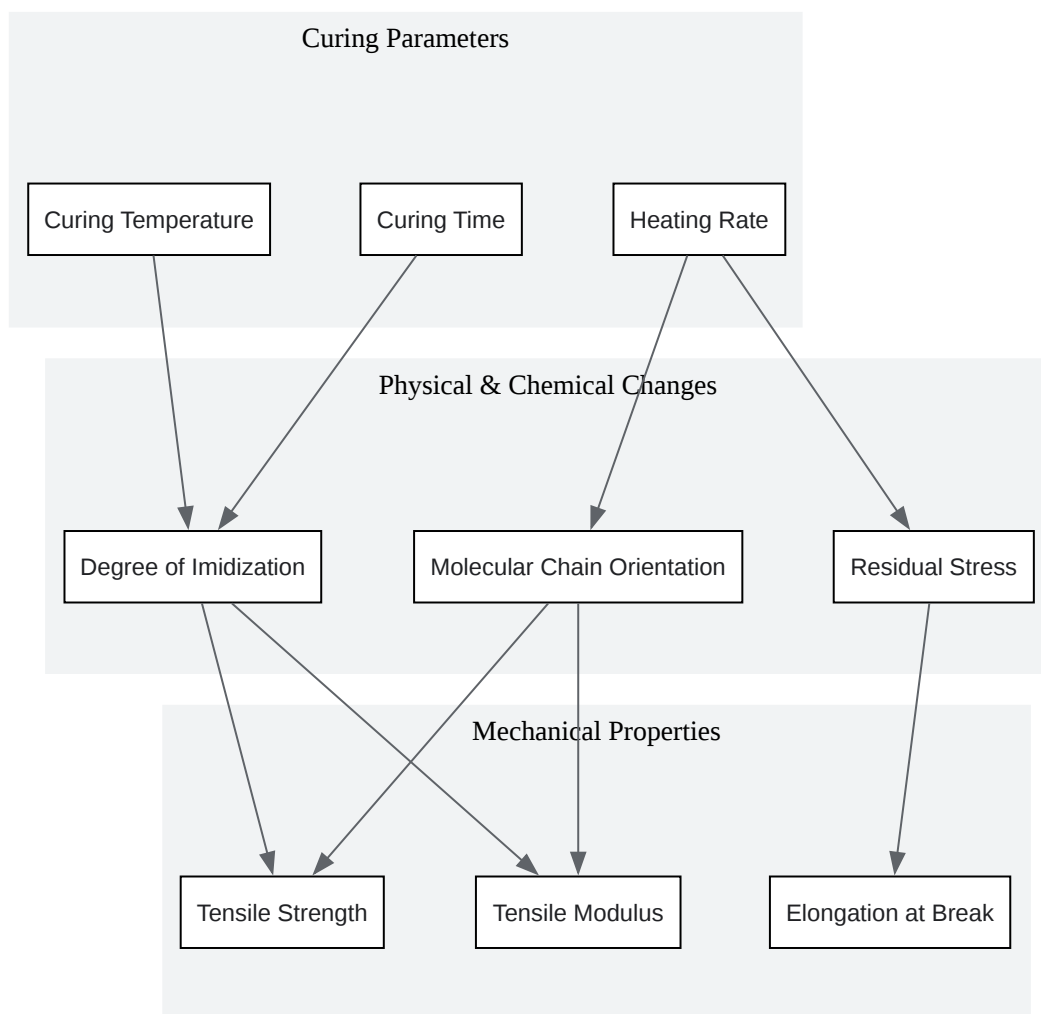 Curing Parameters
Curing Temperature
Curing Time
Heating Rate
Physical & Chemical Changes
Degree of Imidization
Molecular Chain Orientation
Residual Stress
Mechanical Properties
Tensile Strength
Tensile Modulus
Elongation at Break